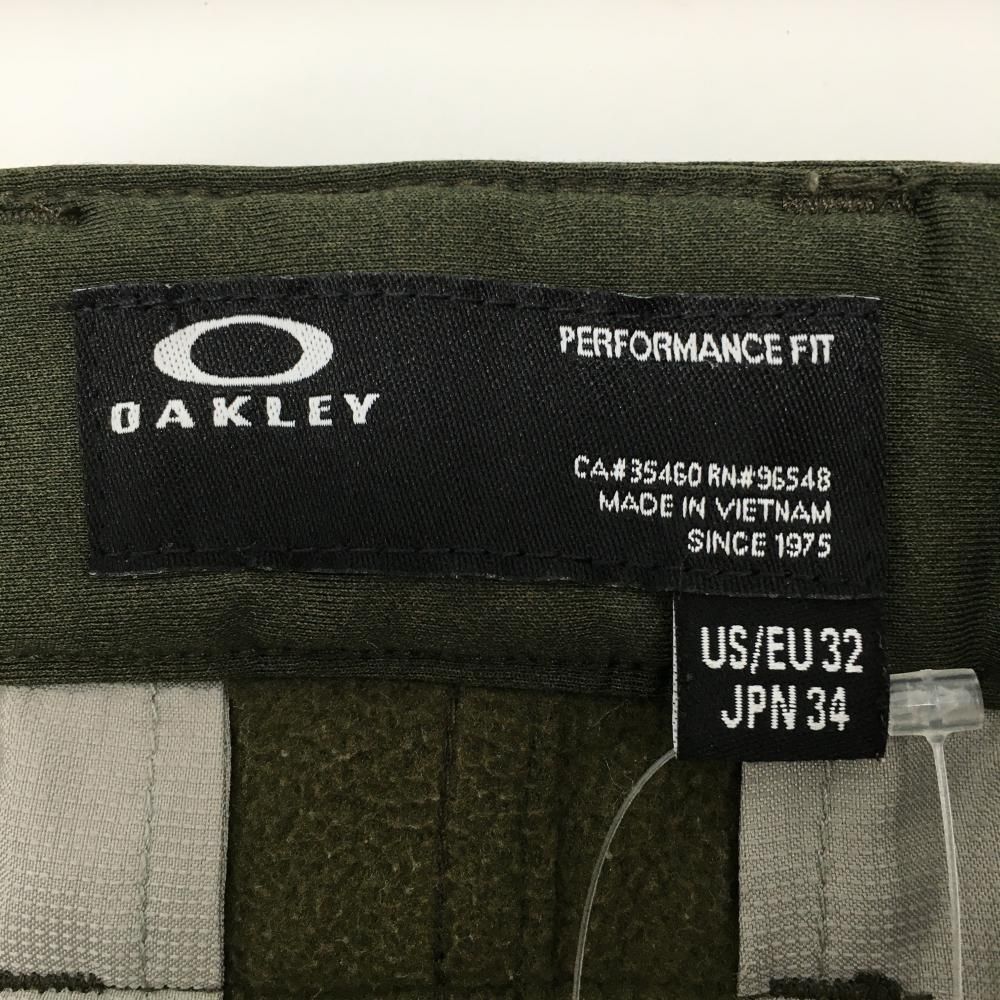 OAKLEY
PERFORMANCE FIT
CA#35460 RN#96548
MADE IN VIETNAM
SINCE 1975
US/EU 32
JPN 34